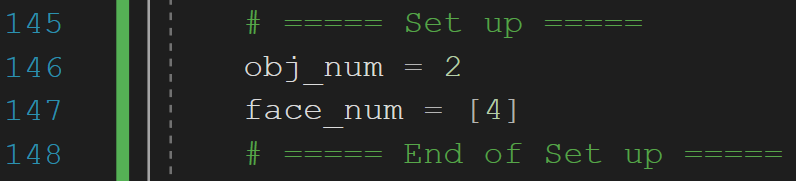 145 # ===== Set up =====
146 obj_num = 2
147 face_num = [4]
148 # ===== End of Set up =====